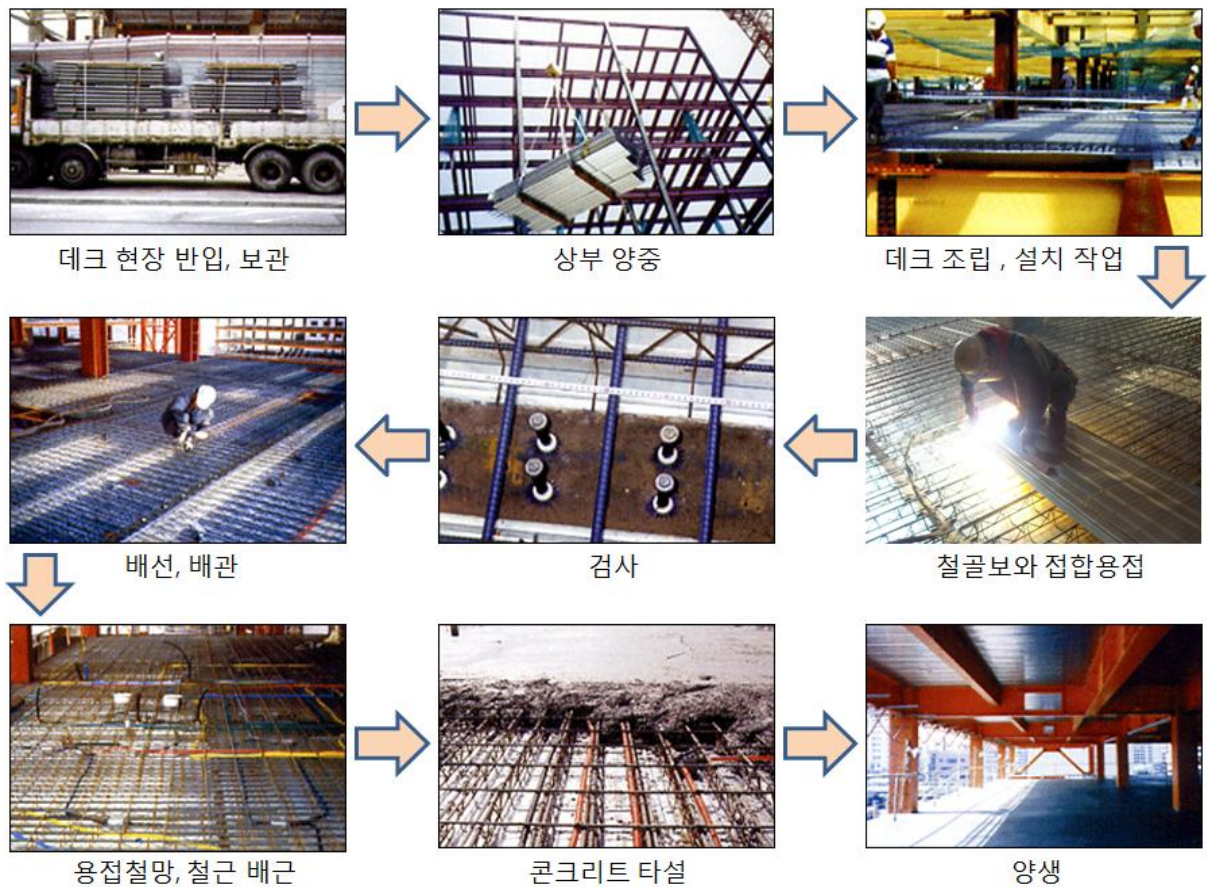 데크 현장 반입, 보관
상부 양중
데크 조립 , 설치 작업
철골보와 접합용접
검사
배선, 배관
용접철망, 철근 배근
콘크리트 타설
양생